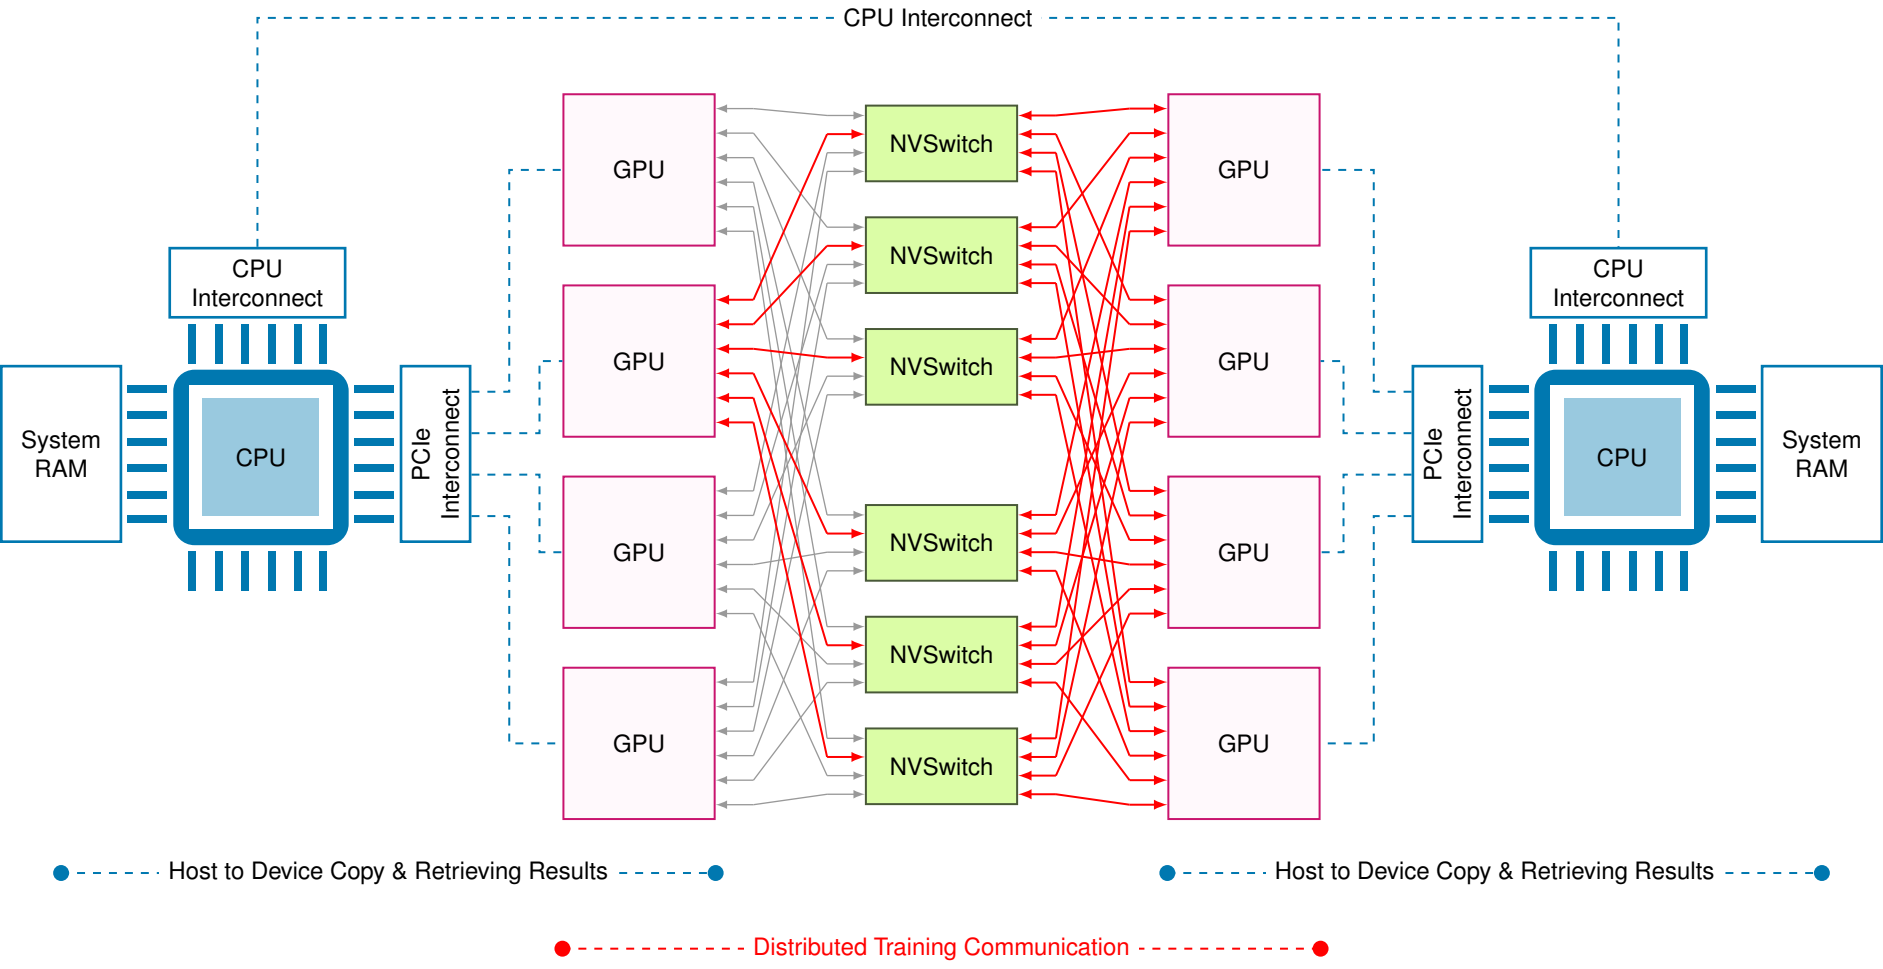 CPU Interconnect
CPU
Interconnect
System
RAM
CPU
PCIe
Interconnect
GPU
GPU
GPU
GPU
NVSwitch
NVSwitch
NVSwitch
NVSwitch
NVSwitch
NVSwitch
GPU
GPU
GPU
GPU
PCIe
Interconnect
CPU
Interconnect
CPU
System
RAM
Host to Device Copy & Retrieving Results
Host to Device Copy & Retrieving Results
Distributed Training Communication